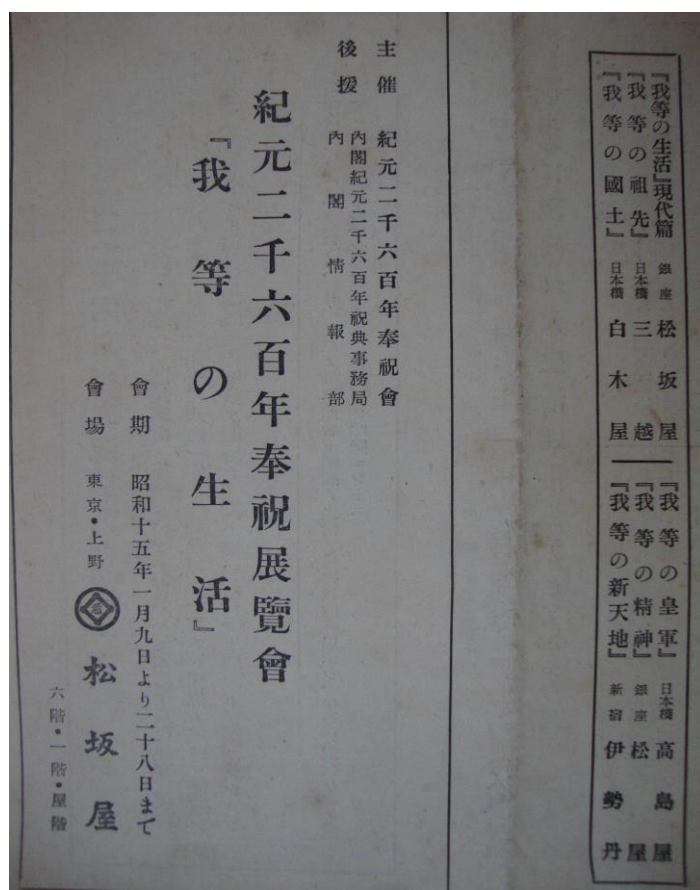 『我等の生活』現代篇 銀座 松坂屋
『我等の祖先』 日本橋 三越
『我等の國土』 日本橋 白木屋
『我等の皇軍』 日本橋 高島屋
『我等の精神』 銀座 松屋
『我等の新天地』 新宿 伊勢丹
主催 紀元二千六百年奉祝會
後援 内閣紀元二千六百年祝典事務局
内閣情報部
紀元二千六百年奉祝展覽會
『我等の生活』
會期 昭和十五年一月九日より二十八日まで
會場 東京・上野 松坂屋
六階・一階・屋階